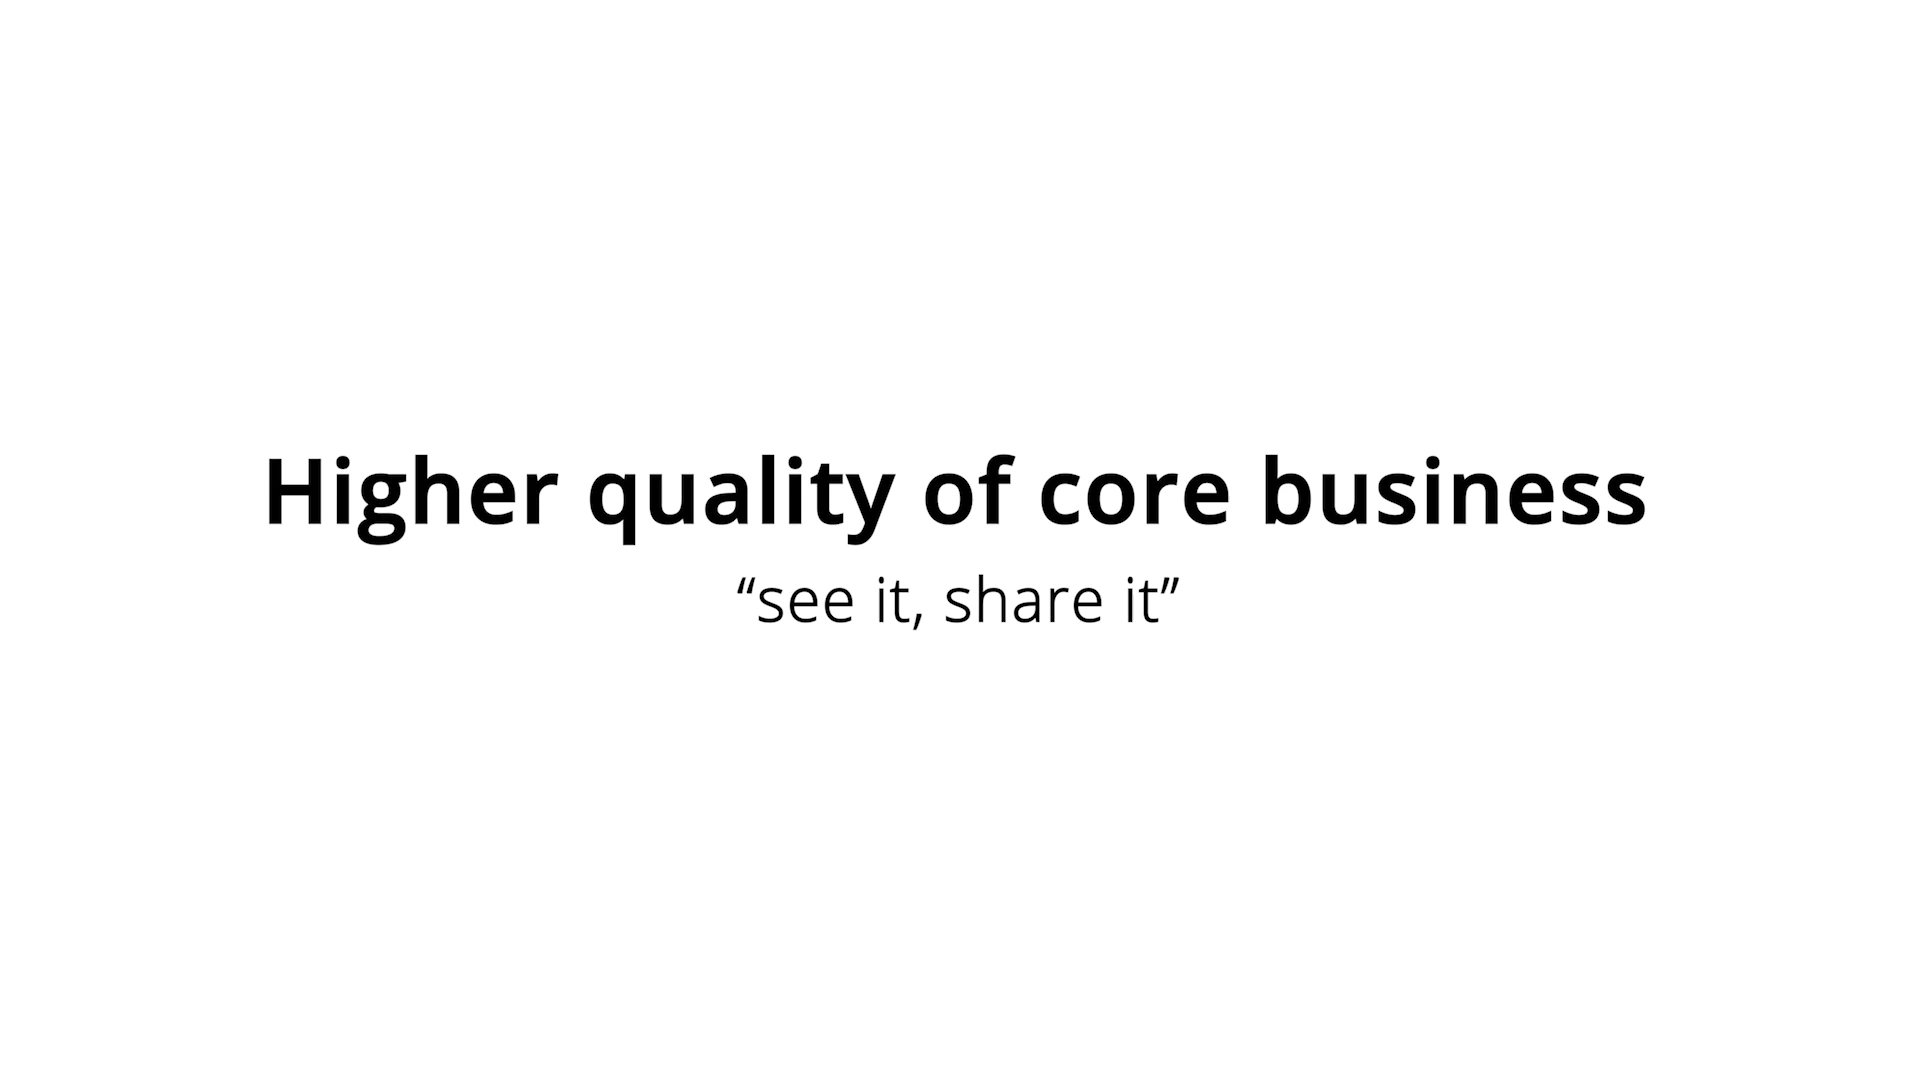 Higher quality of core business
“see it, share it”